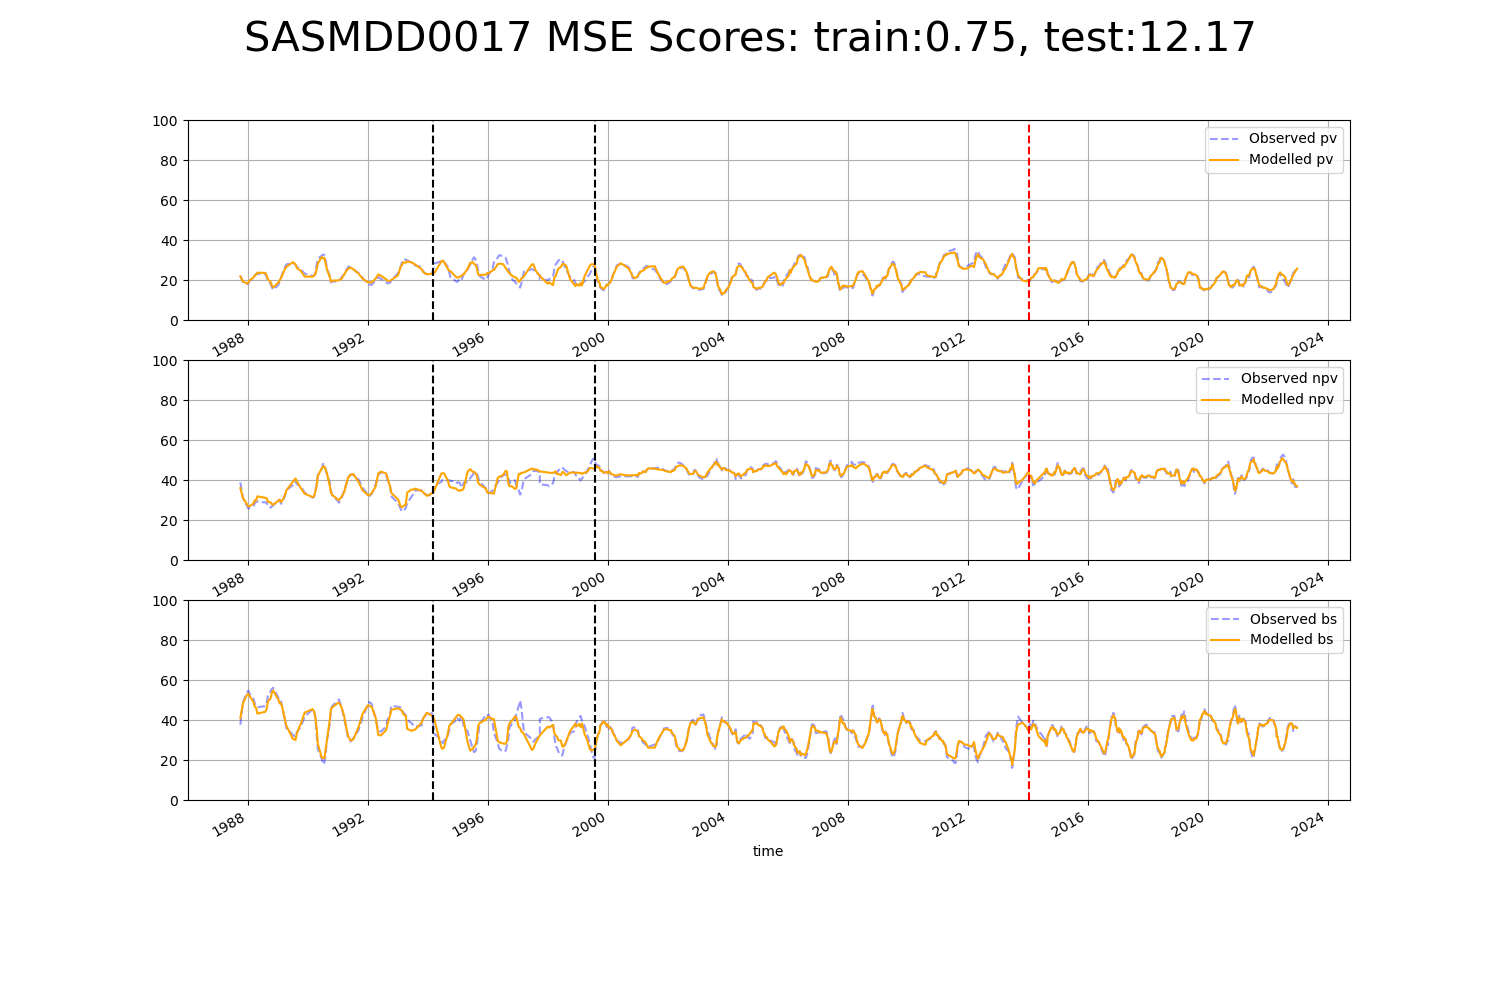 SASMDD0017 MSE Scores: train:0.75, test:12.17
100
80
60
40
20
0
Observed pv
Modelled pv
1988 1992 1996 2000 2004 2008 2012 2016 2020 2024
100
80
60
40
20
0
Observed npv
Modelled npv
1988 1992 1996 2000 2004 2008 2012 2016 2020 2024
100
80
60
40
20
0
Observed bs
Modelled bs
1988 1992 1996 2000 2004 2008 2012 2016 2020 2024
time